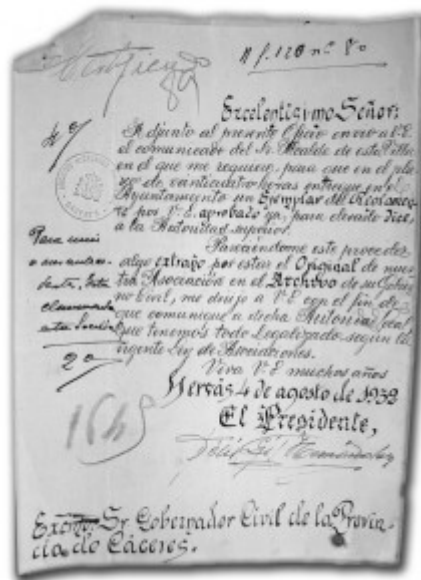 Excelentísimo Señor:
Adjunto al presente Oficio envío a V.E.
el comunicado del Sr. Alcalde de esta Villa
en el que me requiere, para que en el pla-
zo de veinticuatro horas entregue en el
Ayuntamiento un Ejemplar del Reglamen-
to por V.E. aprobado ya, para elevarlo dice,
a la Autoridad superior.
Pareciéndome este proceder
algo extraño por estar el Original de nues-
tra Asociación en el Archivo de su Gobier-
no Civil, me dirijo a V.E. con el fin de
que comunique a dicha Autoridad local
que tenemos todo Legalizado, según la
vigente Ley de Asociaciones.
Viva V.E. muchos años
Hervás 4 de agosto de 1932
El Presidente,
Para unir
2º
1645
Excmo. Sr. Gobernador Civil de la Provin-
cia de Cáceres.